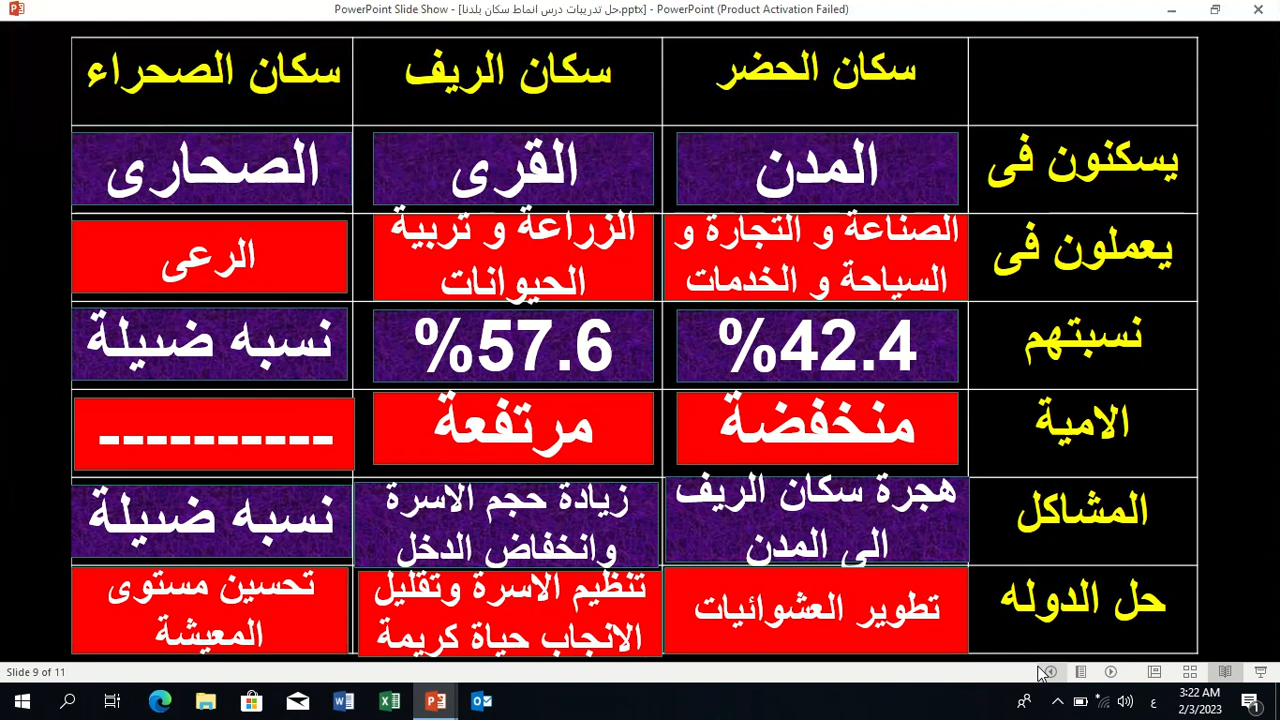 PowerPoint Slide Show - [حل تدريبات درس انماط سكان بلدنا.pptx] - PowerPoint (Product Activation Failed)
سكان الحضر
سكان الريف
سكان الصحراء
يسكنون فى
المدن
القرى
الصحارى
يعملون فى
الصناعة و التجارة و
السياحة و الخدمات
الزراعة و تربية
الحيوانات
الرعى
نسبتهم
%42.4
%57.6
نسبه ضىيلة
الامية
منخفضة
مرتفعة
----------
المشاكل
هجرة سكان الريف
الى المدن
زيادة حجم الاسرة
وانخفاض الدخل
نسبه ضىيلة
حل الدوله
تطوير العشوائيات
تنظيم الاسرة وتقليل
الانجاب حياة كريمة
تحسين مستوى
المعيشة
Slide 9 of 11
ع
3:22 AM
2/3/2023